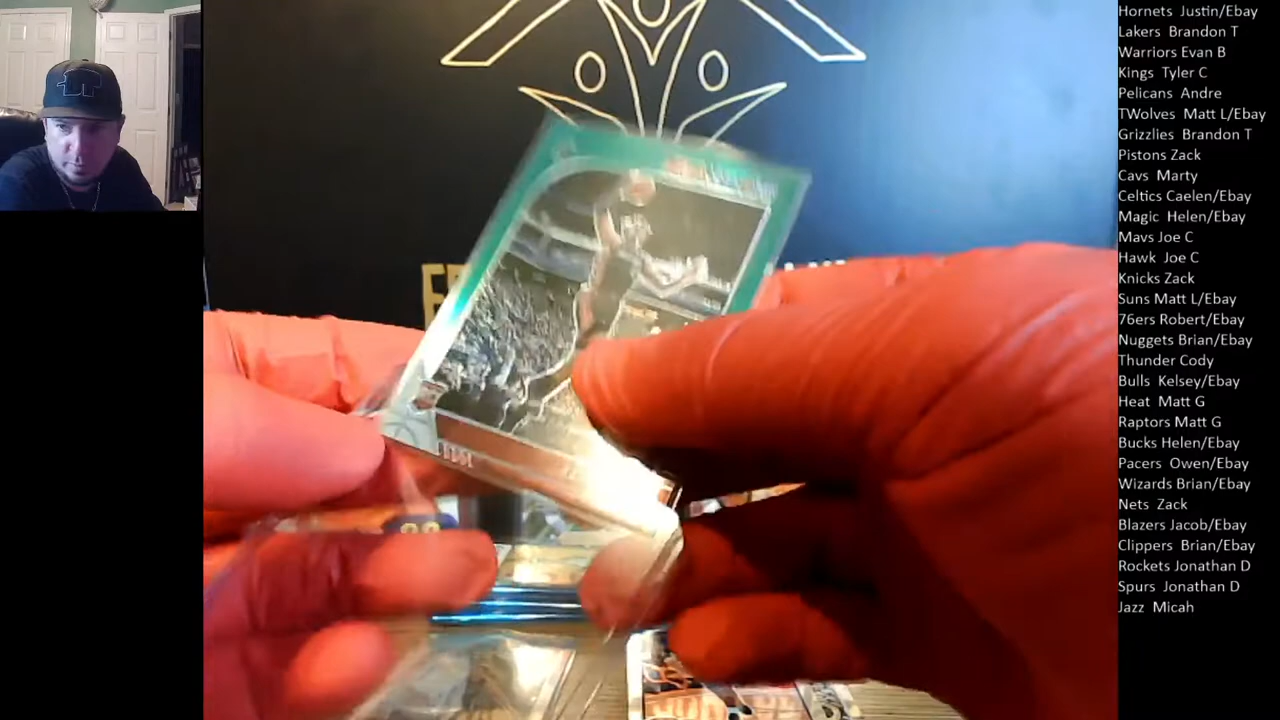 Hornets Justin/Ebay
Lakers Brandon T
Warriors Evan B
Kings Tyler C
Pelicans Andre
TWolves Matt L/Ebay
Grizzlies Brandon T
Pistons Zack
Cavs Marty
Celtics Caelen/Ebay
Magic Helen/Ebay
Mavs Joe C
Hawk Joe C
Knicks Zack
Suns Matt L/Ebay
76ers Robert/Ebay
Nuggets Brian/Ebay
Thunder Cody
Bulls Kelsey/Ebay
Heat Matt G
Raptors Matt G
Bucks Helen/Ebay
Pacers Owen/Ebay
Wizards Brian/Ebay
Nets Zack
Blazers Jacob/Ebay
Clippers Brian/Ebay
Rockets Jonathan D
Spurs Jonathan D
Jazz Micah